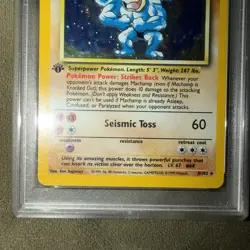 Superpower Pokémon. Length: 5' 3", Weight: 287 lbs.
Pokémon Power: Strikes Back Whenever your
opponent's attack damages Machamp (even if Machamp is
Knocked Out), this power does 10 damage to the attacking
Pokémon. (Don't apply Weakness and Resistance.) This
power can't be used if Machamp is already Asleep,
Confused, or Paralyzed when your opponent attacks.
Seismic Toss 60
weakness resistance retreat cost
Using its amazing muscles, it throws powerful punches that can
knock its victim clear over the horizon. LV. 67